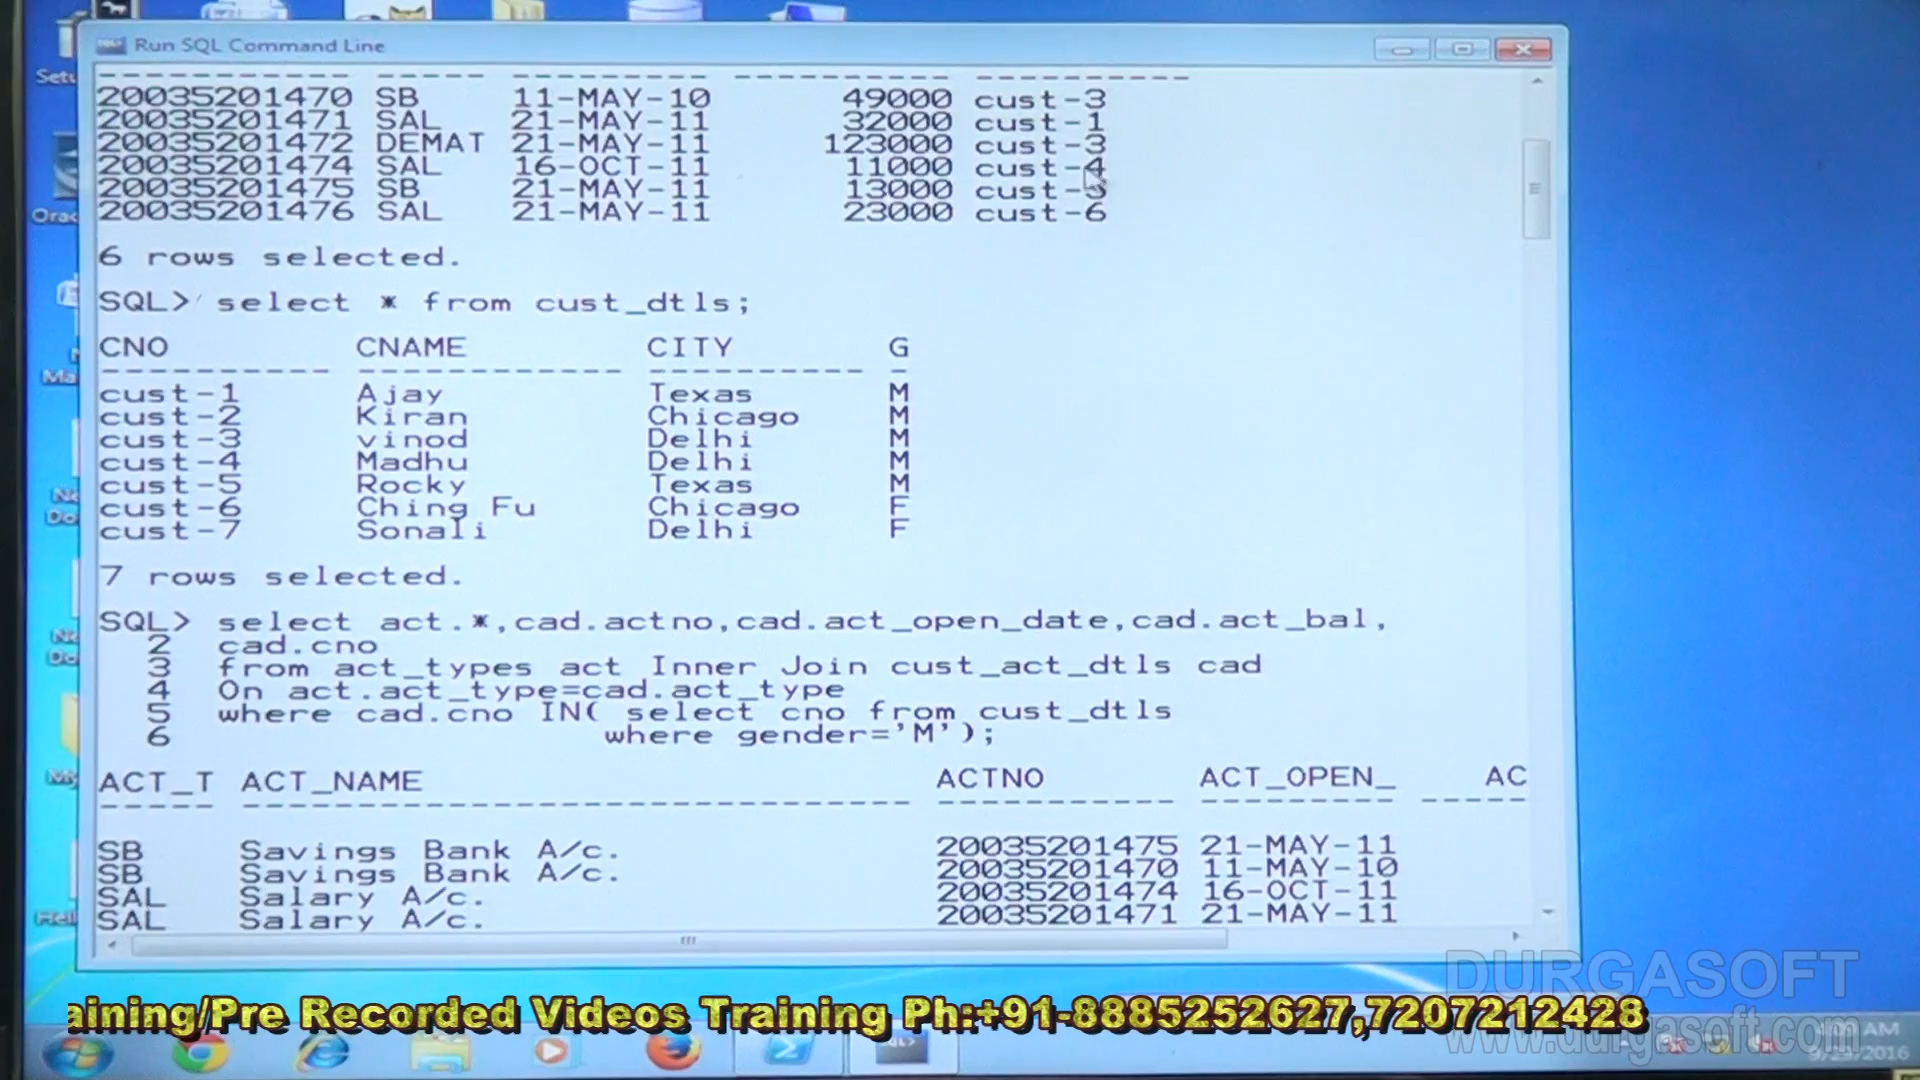 Run SQL Command Line
----------- ----- --------- ---------- ----------
20035201470 SB 11-MAY-10 49000 cust-3
20035201471 SAL 21-MAY-11 32000 cust-1
20035201472 DEMAT 21-MAY-11 123000 cust-3
20035201474 SAL 16-OCT-11 11000 cust-4
20035201475 SB 21-MAY-11 13000 cust-3
20035201476 SAL 21-MAY-11 23000 cust-6
6 rows selected.
SQL> select * from cust_dtls;
CNO CNAME CITY G
---------- ------------ ---------- -
cust-1 Ajay Texas M
cust-2 Kiran Chicago M
cust-3 vinod Delhi M
cust-4 Madhu Delhi M
cust-5 Rocky Texas M
cust-6 Ching Fu Chicago F
cust-7 Sonali Delhi F
7 rows selected.
SQL> select act.*,cad.actno,cad.act_open_date,cad.act_bal,
2 cad.cno
3 from act_types act Inner Join cust_act_dtls cad
4 On act.act_type=cad.act_type
5 where cad.cno IN( select cno from cust_dtls
6 where gender='M');
ACT_T ACT_NAME ACTNO ACT_OPEN_ AC
----- ------------------------------ ----------- --------- -----
SB Savings Bank A/c. 20035201475 21-MAY-11
SB Savings Bank A/c. 20035201470 11-MAY-10
SAL Salary A/c. 20035201474 16-OCT-11
SAL Salary A/c. 20035201471 21-MAY-11
DURGASOFT
aining/Pre Recorded Videos Training Ph:+91-8885252627,7207212428
www.durgasoft.com
9/29/2016